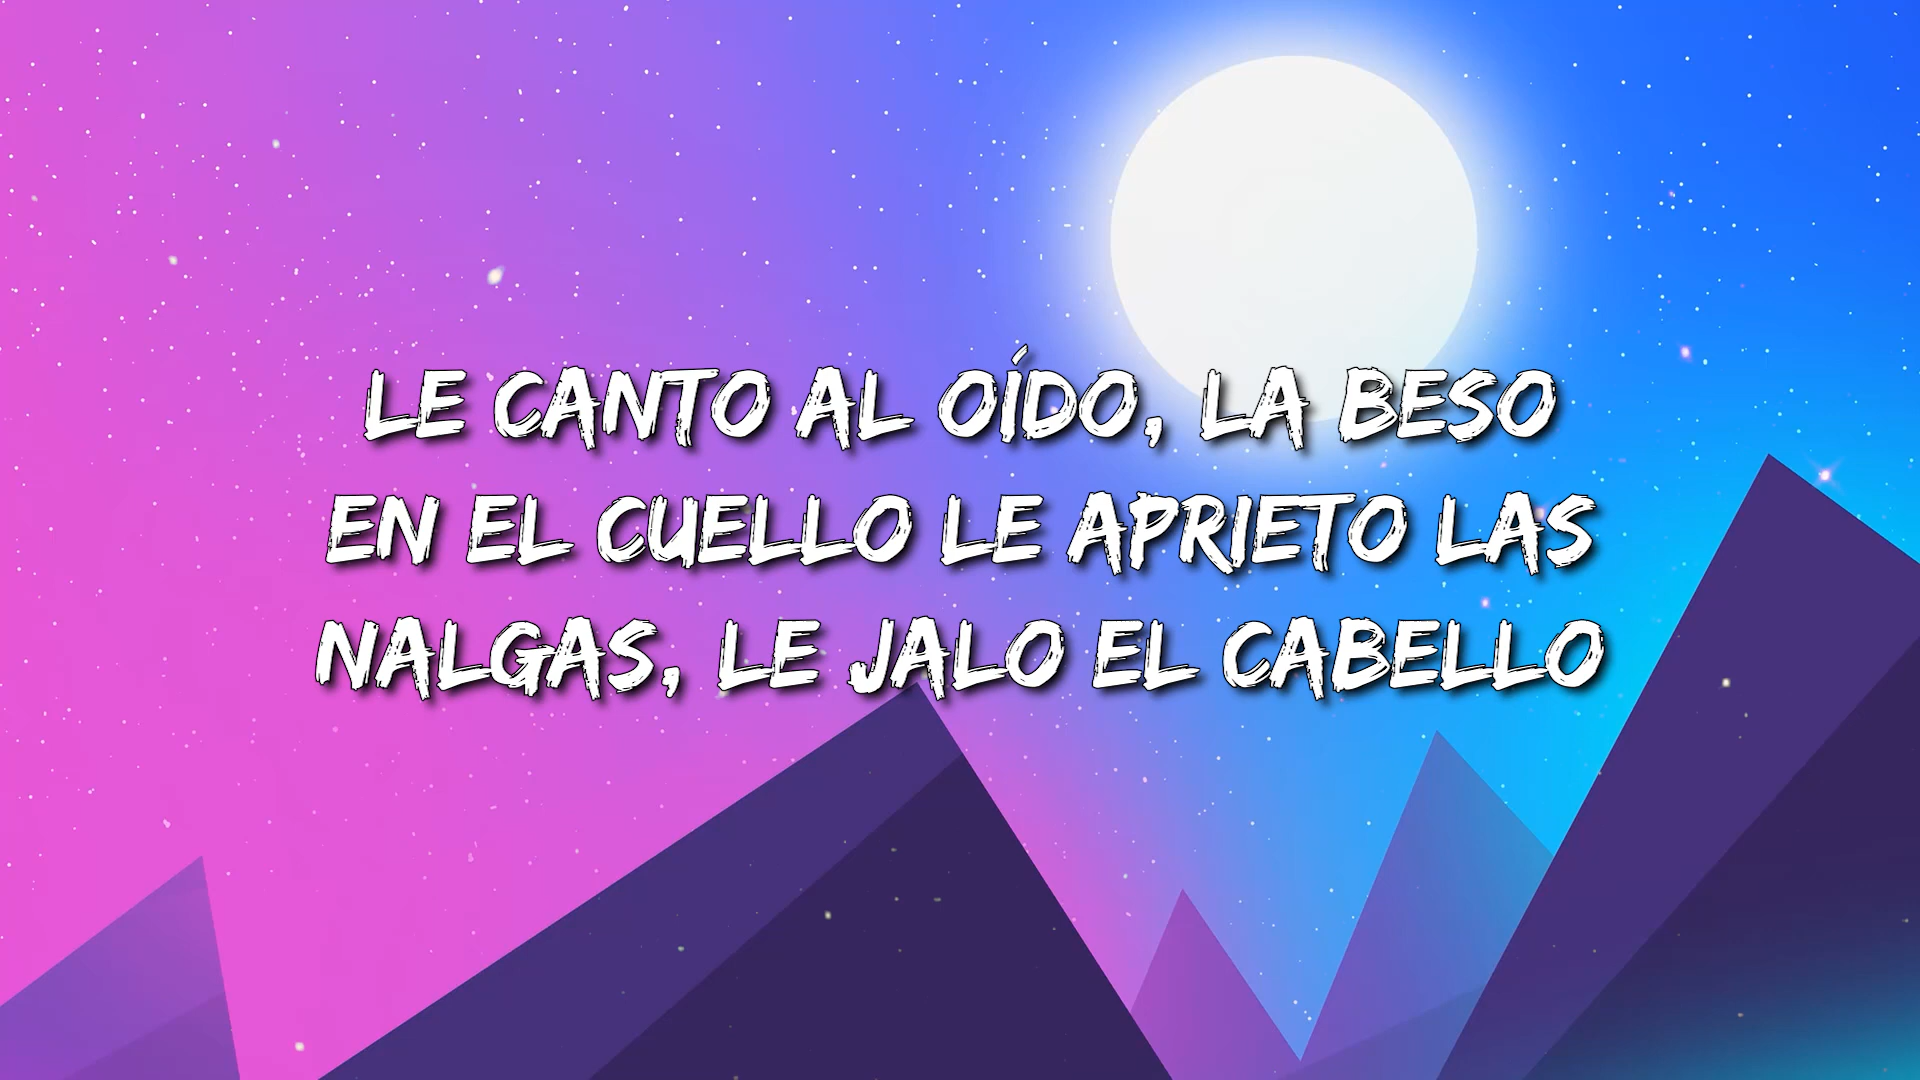 LE CANTO AL OÍDO, LA BESO
EN EL CUELLO LE APRIETO LAS
NALGAS, LE JALO EL CABELLO